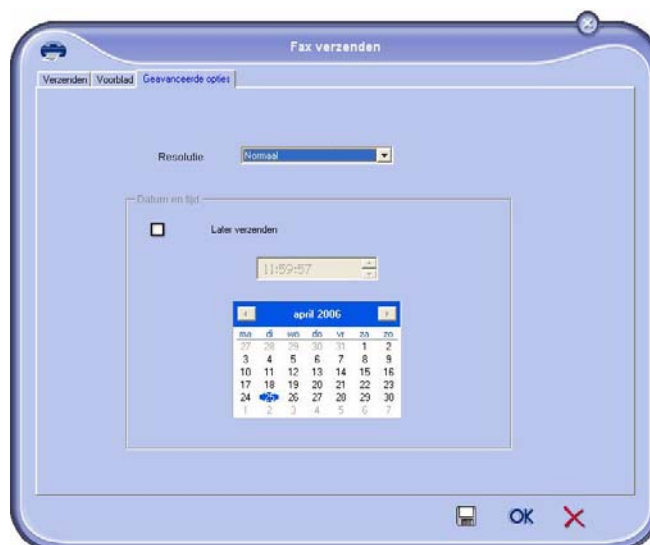 Fax verzenden
Verzenden Voorblad Geavanceerde opties
Resolutie Normaal
Datum en tijd
Later verzenden
11:59:57
april 2006
ma di wo do vr za zo
27 28 29 30 31 1 2
3 4 5 6 7 8 9
10 11 12 13 14 15 16
17 18 19 20 21 22 23
24 26 27 28 29 30
1 2 3 4 5 6 7
OK